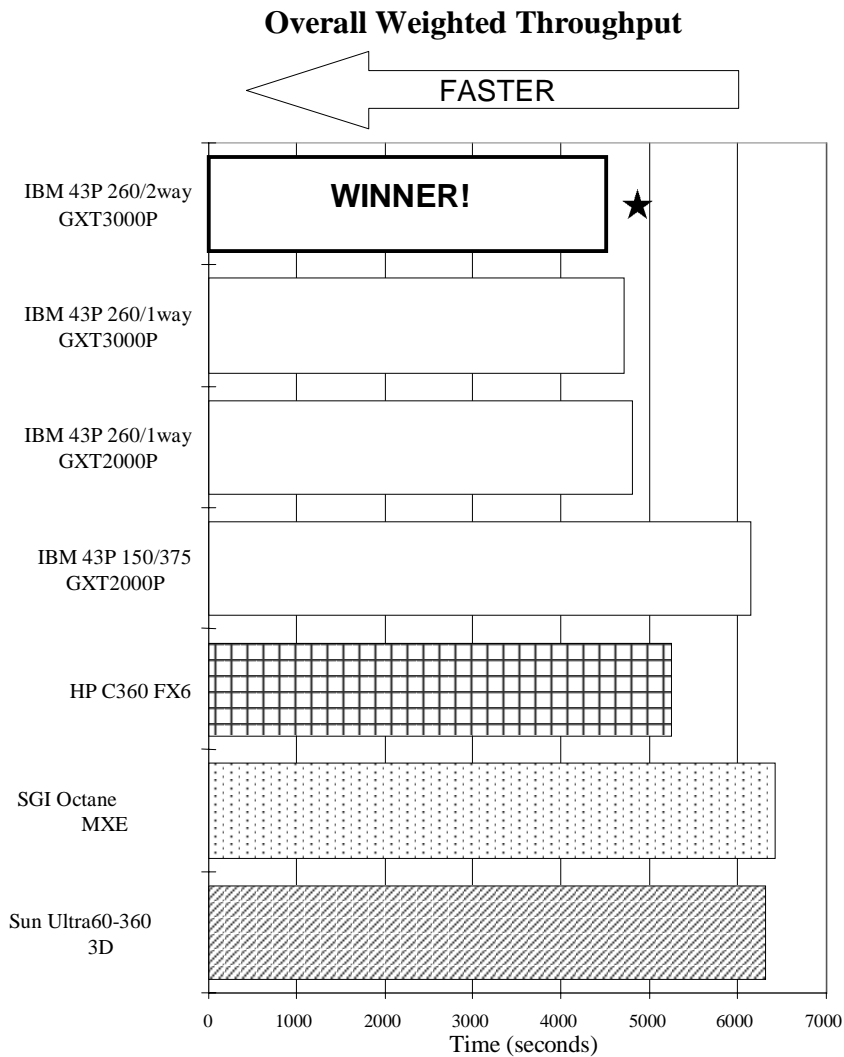 Overall Weighted Throughput
FASTER
IBM 43P 260/2way
GXT3000P
WINNER!
IBM 43P 260/1way
GXT3000P
IBM 43P 260/1way
GXT2000P
IBM 43P 150/375
GXT2000P
HP C360 FX6
SGI Octane
MXE
Sun Ultra60-360
3D
0 1000 2000 3000 4000 5000 6000 7000
Time (seconds)